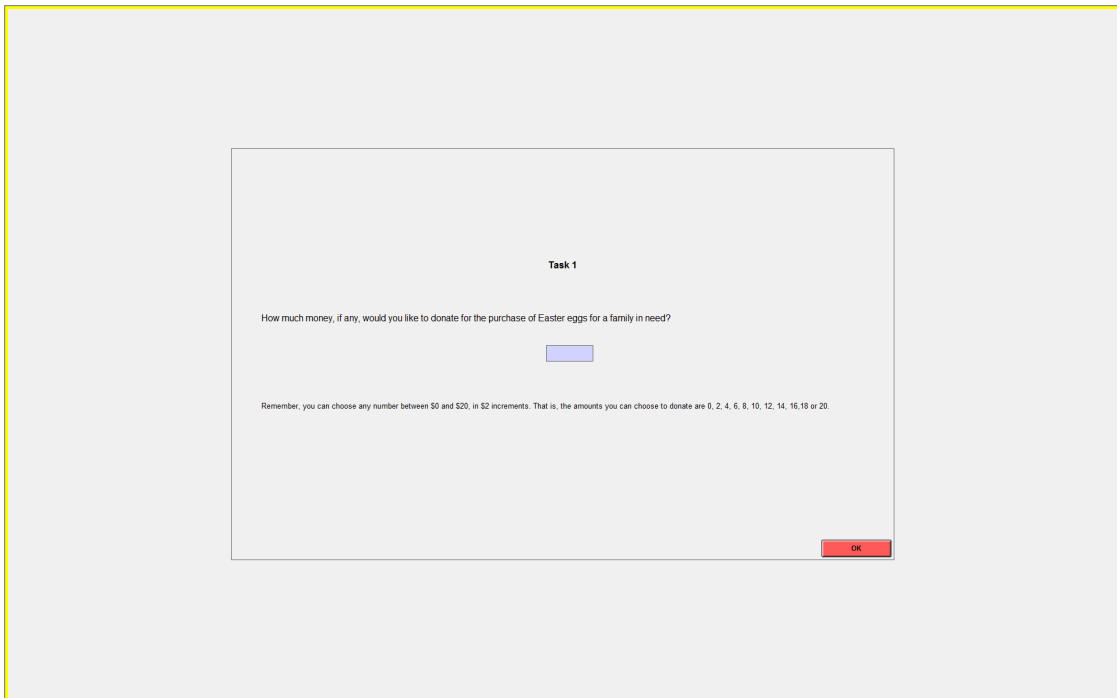 Task 1
How much money, if any, would you like to donate for the purchase of Easter eggs for a family in need?
Remember, you can choose any number between $0 and $20, in $2 increments. That is, the amounts you can choose to donate are 0, 2, 4, 6, 8, 10, 12, 14, 16,18 or 20.
OK